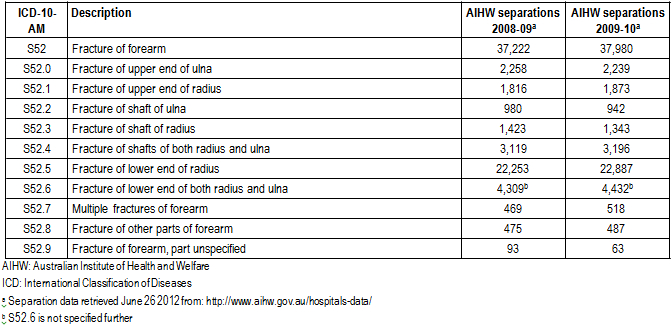 ICD-10-AM Description AIHW separations 2008-09a AIHW separations 2009-10a
S52 Fracture of forearm 37,222 37,980
S52.0 Fracture of upper end of ulna 2,258 2,239
S52.1 Fracture of upper end of radius 1,816 1,873
S52.2 Fracture of shaft of ulna 980 942
S52.3 Fracture of shaft of radius 1,423 1,343
S52.4 Fracture of shafts of both radius and ulna 3,119 3,196
S52.5 Fracture of lower end of radius 22,253 22,887
S52.6 Fracture of lower end of both radius and ulna 4,309b 4,432b
S52.7 Multiple fractures of forearm 469 518
S52.8 Fracture of other parts of forearm 475 487
S52.9 Fracture of forearm, part unspecified 93 63
AIHW: Australian Institute of Health and Welfare
ICD: International Classification of Diseases
a Separation data retrieved June 26 2012 from: http://www.aihw.gov.au/hospitals-data/
b S52.6 is not specified further